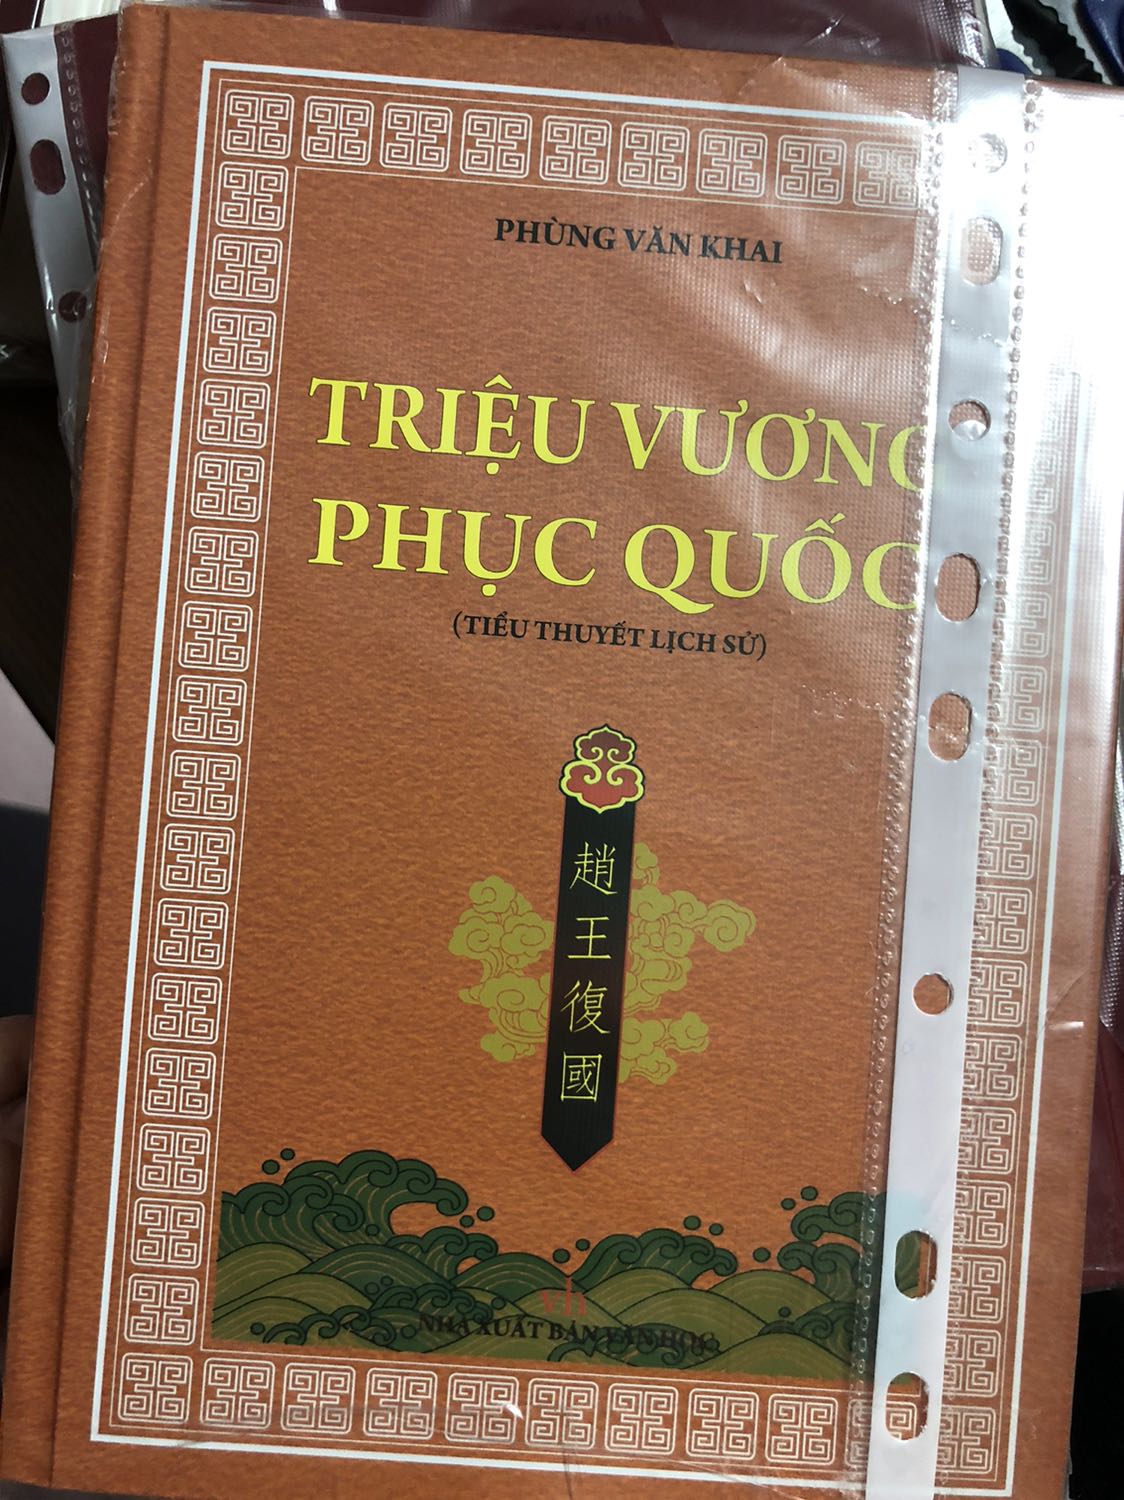 PHÙNG VĂN KHAI
TRIỆU VƯƠNG
PHỤC QUỐC
(TIỂU THUYẾT LỊCH SỬ)
趙
王
復
國
vh
NHÀ XUẤT BẢN VĂN HỌC